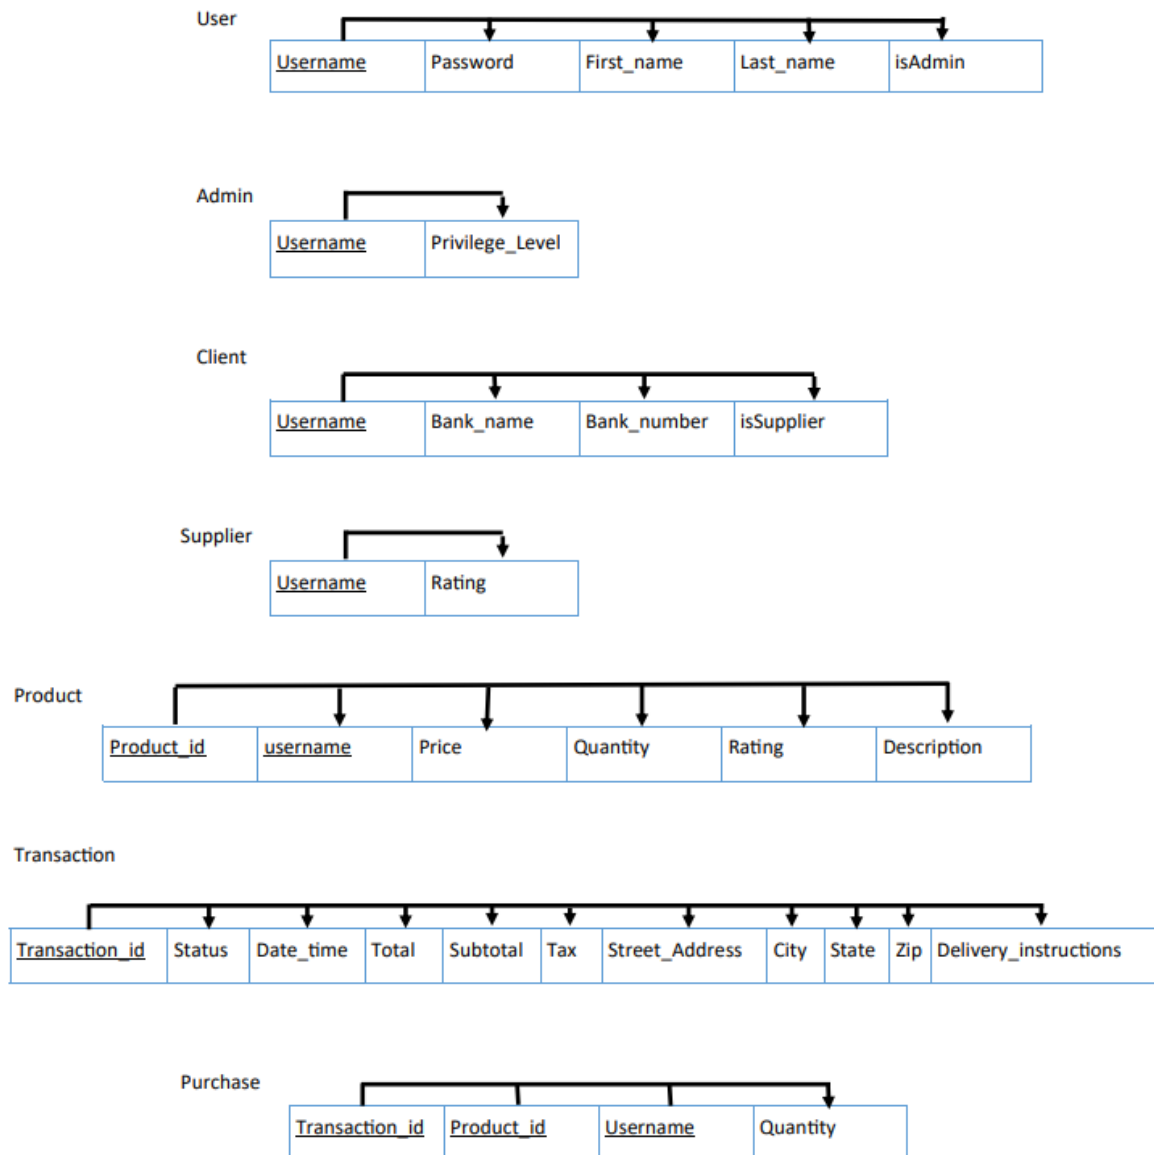 User
Username Password First_name Last_name isAdmin
Admin
Username Privilege_Level
Client
Username Bank_name Bank_number isSupplier
Supplier
Username Rating
Product
Product_id username Price Quantity Rating Description
Transaction
Transaction_id Status Date_time Total Subtotal Tax Street_Address City State Zip Delivery_instructions
Purchase
Transaction_id Product_id Username Quantity